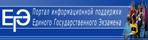 ЕГЭ
Портал информационной поддержки
Единого Государственного Экзамена